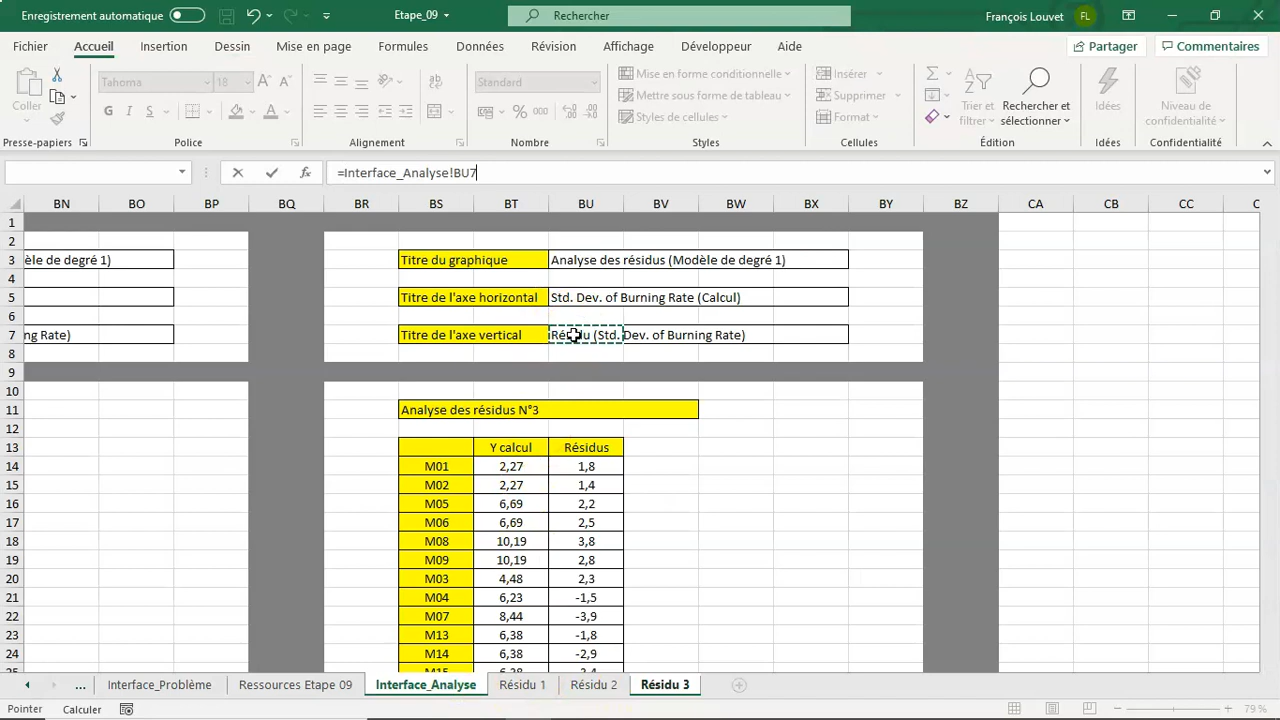 Enregistrement automatique Etape_09 Rechercher François Louvet FL
Fichier Accueil Insertion Dessin Mise en page Formules Données Révision Affichage Développeur Aide Partager Commentaires
Coller Tahoma 18 Standard Mise en forme conditionnelle Insérer
G I S % 000 Mettre sous forme de tableau Supprimer Trier et filtrer Rechercher et sélectionner Idées Niveau de confidentialité
Styles de cellules Format
Presse-papiers Police Alignement Nombre Styles Cellules
fx =Interface_Analyse!BU7
BN BO BP BQ BR BS BT BU BV BW BX BY BZ CA CB CC C
1
2
3 èle de degré 1) Titre du graphique Analyse des résidus (Modèle de degré 1)
4
5 Titre de l'axe horizontal Std. Dev. of Burning Rate (Calcul)
6
7 ng Rate) Titre de l'axe vertical Résidu (Std. Dev. of Burning Rate)
8
9
10
11 Analyse des résidus N°3
12
13 Y calcul Résidus
14 M01 2,27 1,8
15 M02 2,27 1,4
16 M05 6,69 2,2
17 M06 6,69 2,5
18 M08 10,19 3,8
19 M09 10,19 2,8
20 M03 4,48 2,3
21 M04 6,23 -1,5
22 M07 8,44 -3,9
23 M13 6,38 -1,8
24 M14 6,38 -2,9
25 M15 6,38
... Interface_Problème Ressources Etape 09 Interface_Analyse Résidu 1 Résidu 2 Résidu 3
Pointer Calculer 79 %